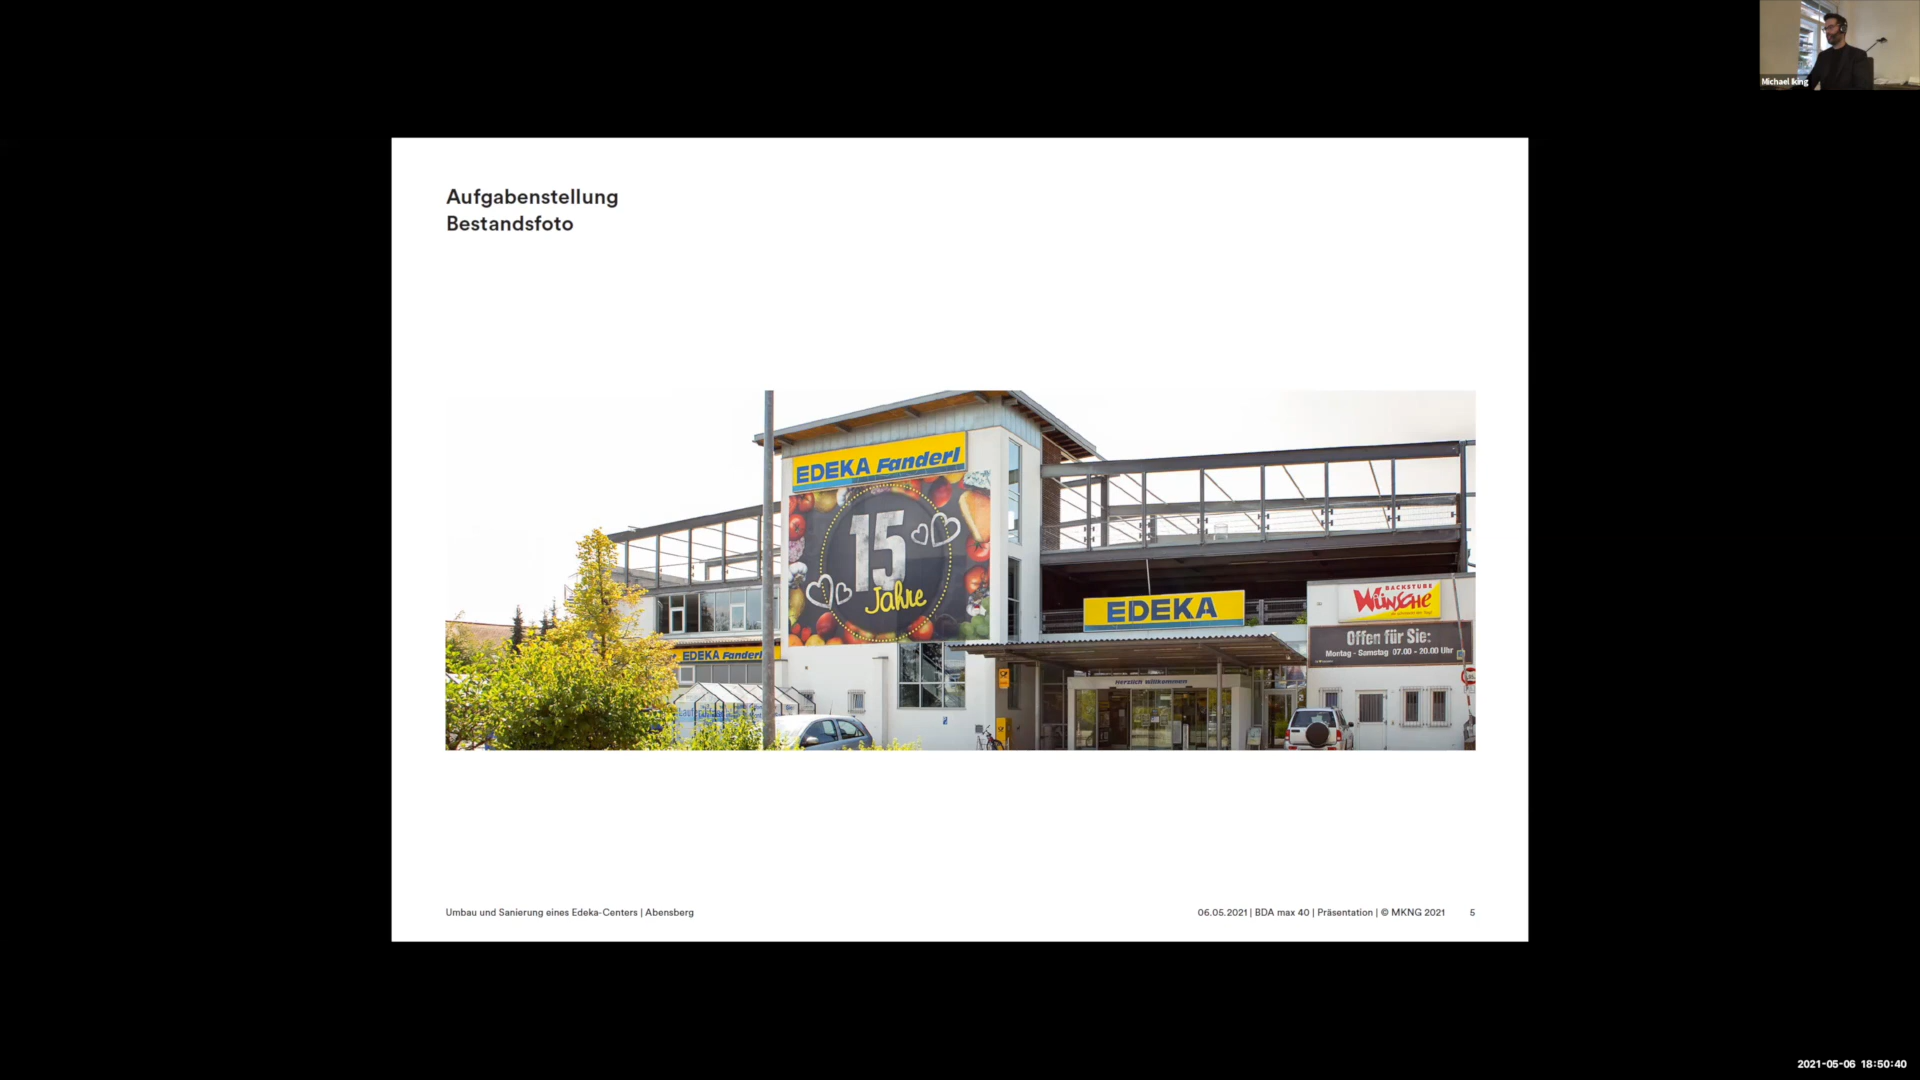 Michael Iking
Aufgabenstellung
Bestandsfoto
EDEKA Fanderl
15
Jahre
EDEKA
BACKSTUBE
WÜNSCHE
Offen für Sie:
Montag - Samstag 07.00 - 20.00 Uhr
EDEKA Fanderl
Herzlich willkommen
Umbau und Sanierung eines Edeka-Centers | Abensberg
06.05.2021 | BDA max 40 | Präsentation | © MKNG 2021 5
2021-05-06 18:50:40